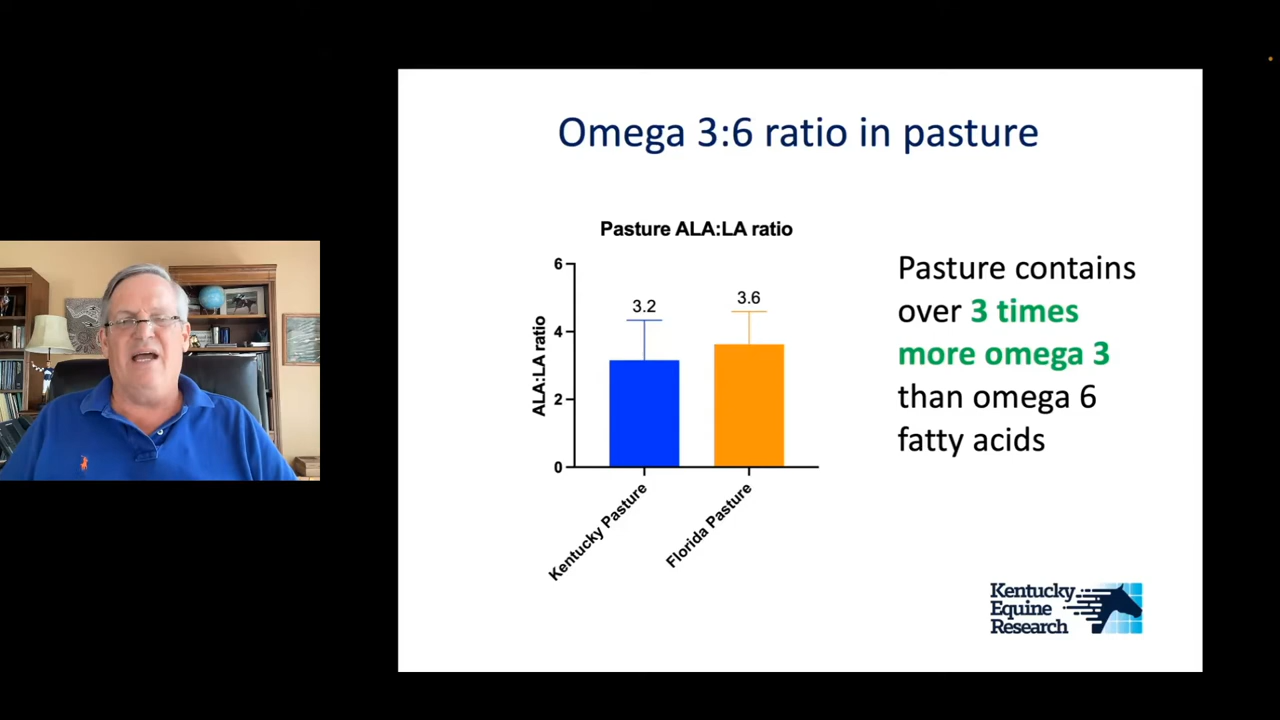 Omega 3:6 ratio in pasture
Pasture ALA:LA ratio
ALA:LA ratio
6
4
2
0
3.2
3.6
Kentucky Pasture
Florida Pasture
Pasture contains
over 3 times
more omega 3
than omega 6
fatty acids
Kentucky
Equine
Research